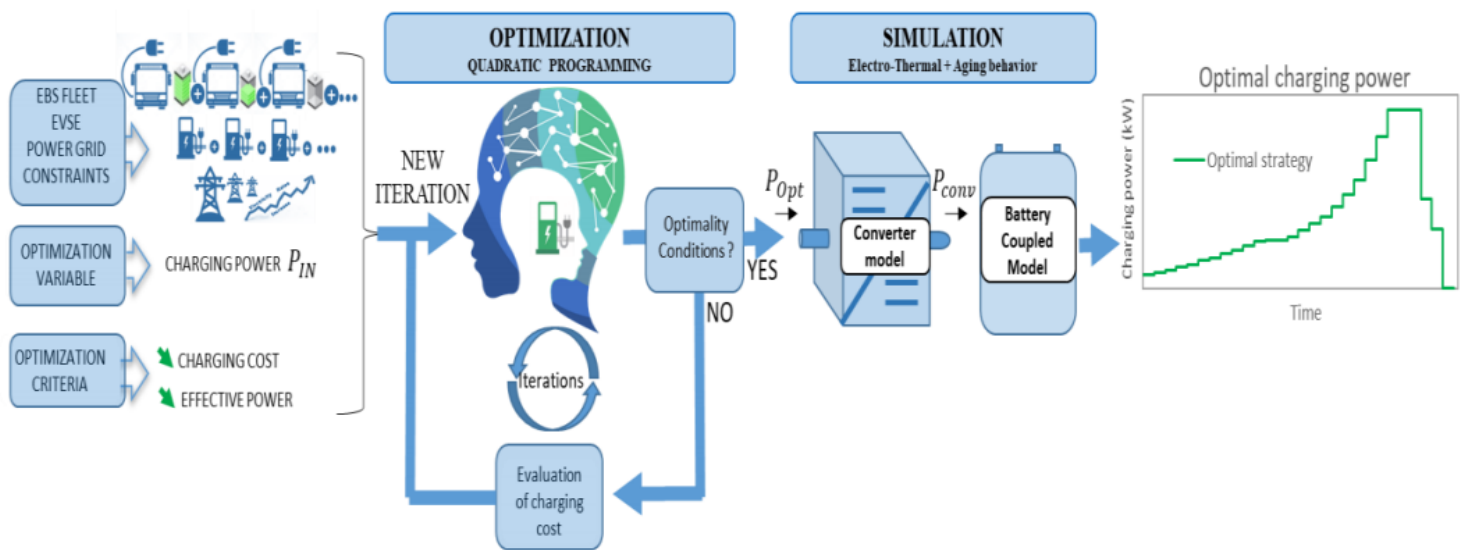 EBS FLEET
EVSE
POWER GRID
CONSTRAINTS
OPTIMIZATION
VARIABLE
CHARGING POWER P_IN
OPTIMIZATION
CRITERIA
CHARGING COST
EFFECTIVE POWER
NEW
ITERATION
OPTIMIZATION
QUADRATIC PROGRAMMING
Iterations
Optimality
Conditions ?
YES
NO
Evaluation
of charging
cost
SIMULATION
Electro-Thermal + Aging behavior
P_Opt
Converter
model
P_conv
Battery
Coupled
Model
Optimal charging power
Charging power (kW)
Optimal strategy
Time